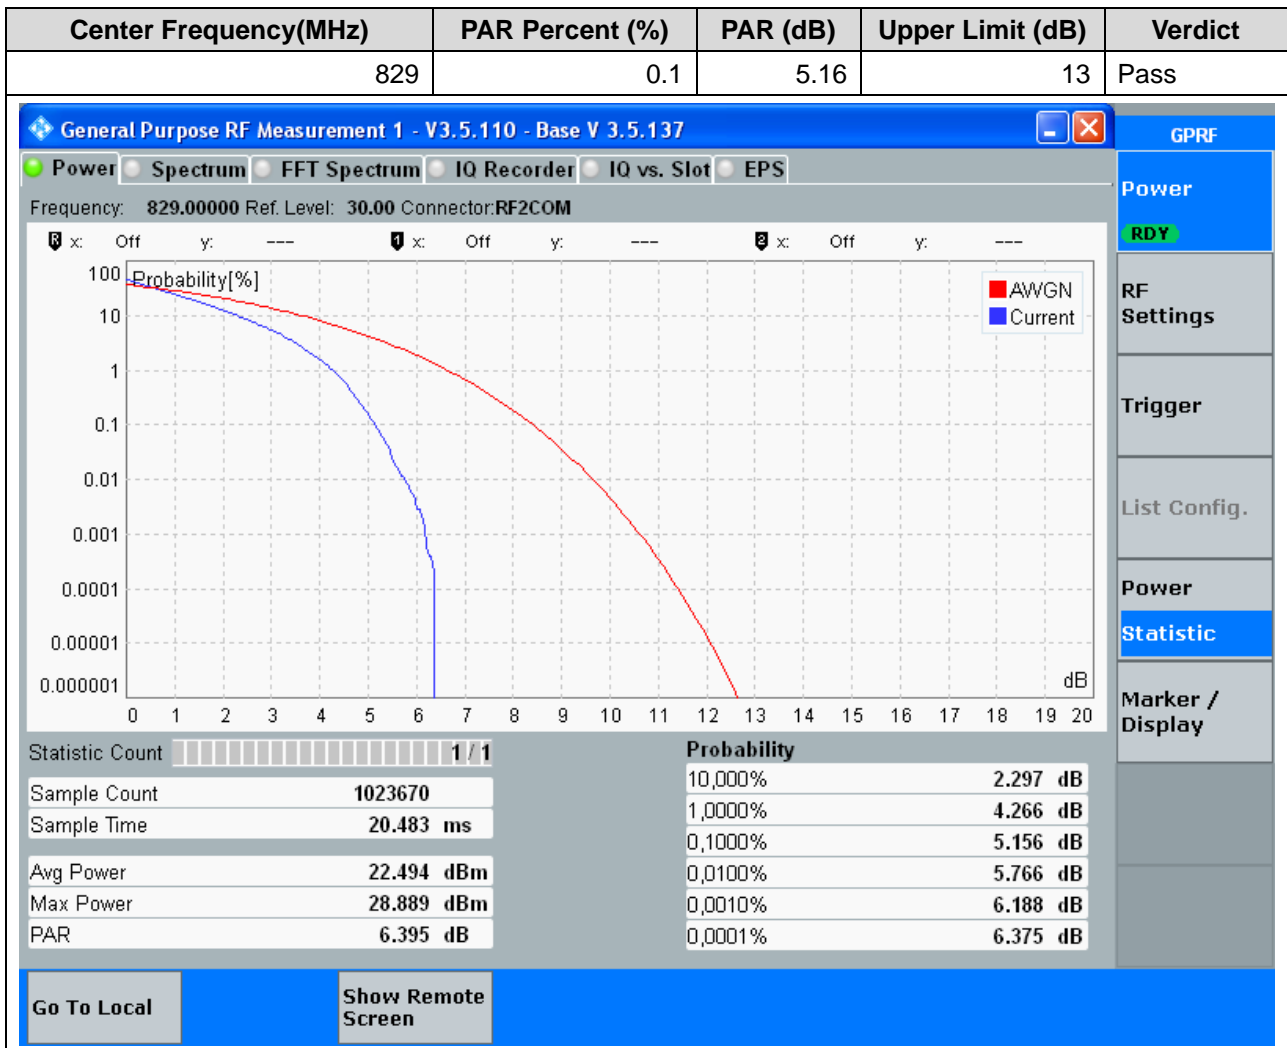 Center Frequency(MHz) PAR Percent (%) PAR (dB) Upper Limit (dB) Verdict
829 0.1 5.16 13 Pass
General Purpose RF Measurement 1 - V3.5.110 - Base V 3.5.137
GPRF
Power Spectrum FFT Spectrum IQ Recorder IQ vs. Slot EPS
Power
RDY
Frequency: 829.00000 Ref. Level: 30.00 Connector:RF2COM
R x: Off y: --- 1 x: Off y: --- 2 x: Off y: ---
100 Probability[%]
AWGN
Current
10
1
0.1
0.01
0.001
0.0001
0.00001
0.000001
dB
0 1 2 3 4 5 6 7 8 9 10 11 12 13 14 15 16 17 18 19 20
RF
Settings
Trigger
List Config.
Power
Statistic
Marker /
Display
Statistic Count 1 / 1
Sample Count 1023670
Sample Time 20.483 ms
Avg Power 22.494 dBm
Max Power 28.889 dBm
PAR 6.395 dB
Probability
10,000% 2.297 dB
1,0000% 4.266 dB
0,1000% 5.156 dB
0,0100% 5.766 dB
0,0010% 6.188 dB
0,0001% 6.375 dB
Go To Local
Show Remote
Screen